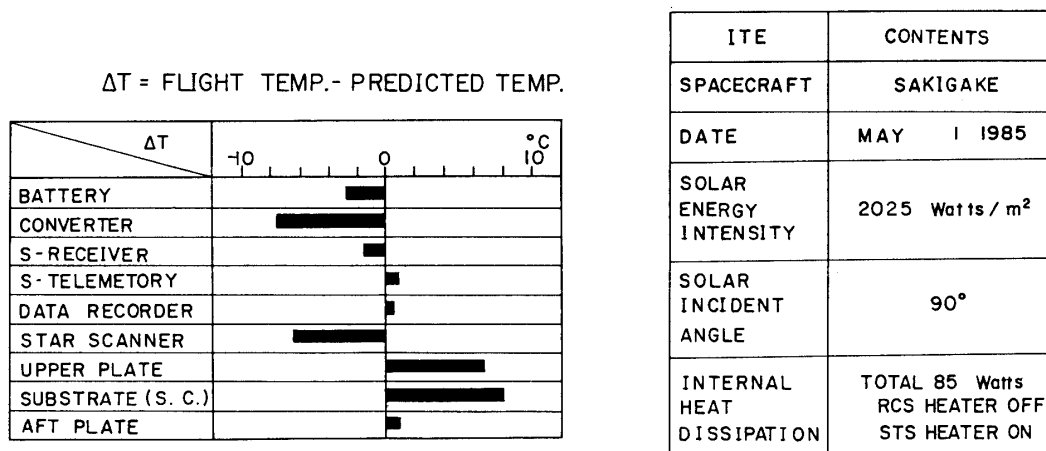 ΔT = FLIGHT TEMP.- PREDICTED TEMP.
ΔT
-10 0 10 °C
BATTERY
CONVERTER
S-RECEIVER
S-TELEMETORY
DATA RECORDER
STAR SCANNER
UPPER PLATE
SUBSTRATE (S. C.)
AFT PLATE
ITE CONTENTS
SPACECRAFT SAKIGAKE
DATE MAY 1 1985
SOLAR
ENERGY
INTENSITY
2025 Watts / m²
SOLAR
INCIDENT
ANGLE
90°
INTERNAL
HEAT
DISSIPATION
TOTAL 85 Watts
RCS HEATER OFF
STS HEATER ON